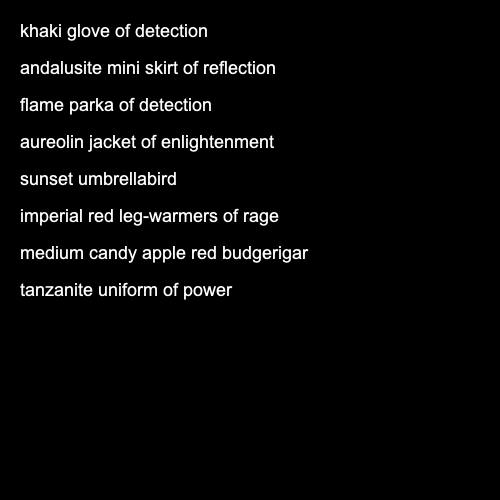 khaki glove of detection
andalusite mini skirt of reflection
flame parka of detection
aureolin jacket of enlightenment
sunset umbrellabird
imperial red leg-warmers of rage
medium candy apple red budgerigar
tanzanite uniform of power